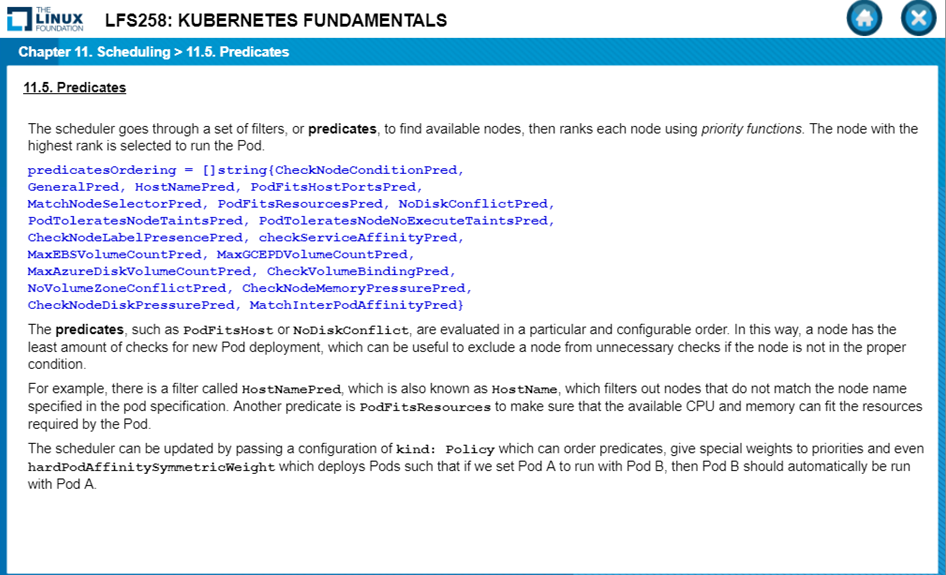 THE
LINUX
FOUNDATION
LFS258: KUBERNETES FUNDAMENTALS
Chapter 11. Scheduling > 11.5. Predicates
11.5. Predicates
The scheduler goes through a set of filters, or predicates, to find available nodes, then ranks each node using priority functions. The node with the
highest rank is selected to run the Pod.
predicatesOrdering = []string{CheckNodeConditionPred,
GeneralPred, HostNamePred, PodFitsHostPortsPred,
MatchNodeSelectorPred, PodFitsResourcesPred, NoDiskConflictPred,
PodToleratesNodeTaintsPred, PodToleratesNodeNoExecuteTaintsPred,
CheckNodeLabelPresencePred, checkServiceAffinityPred,
MaxEBSVolumeCountPred, MaxGCEPDVolumeCountPred,
MaxAzureDiskVolumeCountPred, CheckVolumeBindingPred,
NoVolumeZoneConflictPred, CheckNodeMemoryPressurePred,
CheckNodeDiskPressurePred, MatchInterPodAffinityPred}
The predicates, such as PodFitsHost or NoDiskConflict, are evaluated in a particular and configurable order. In this way, a node has the
least amount of checks for new Pod deployment, which can be useful to exclude a node from unnecessary checks if the node is not in the proper
condition.
For example, there is a filter called HostNamePred, which is also known as HostName, which filters out nodes that do not match the node name
specified in the pod specification. Another predicate is PodFitsResources to make sure that the available CPU and memory can fit the resources
required by the Pod.
The scheduler can be updated by passing a configuration of kind: Policy which can order predicates, give special weights to priorities and even
hardPodAffinitySymmetricWeight which deploys Pods such that if we set Pod A to run with Pod B, then Pod B should automatically be run
with Pod A.